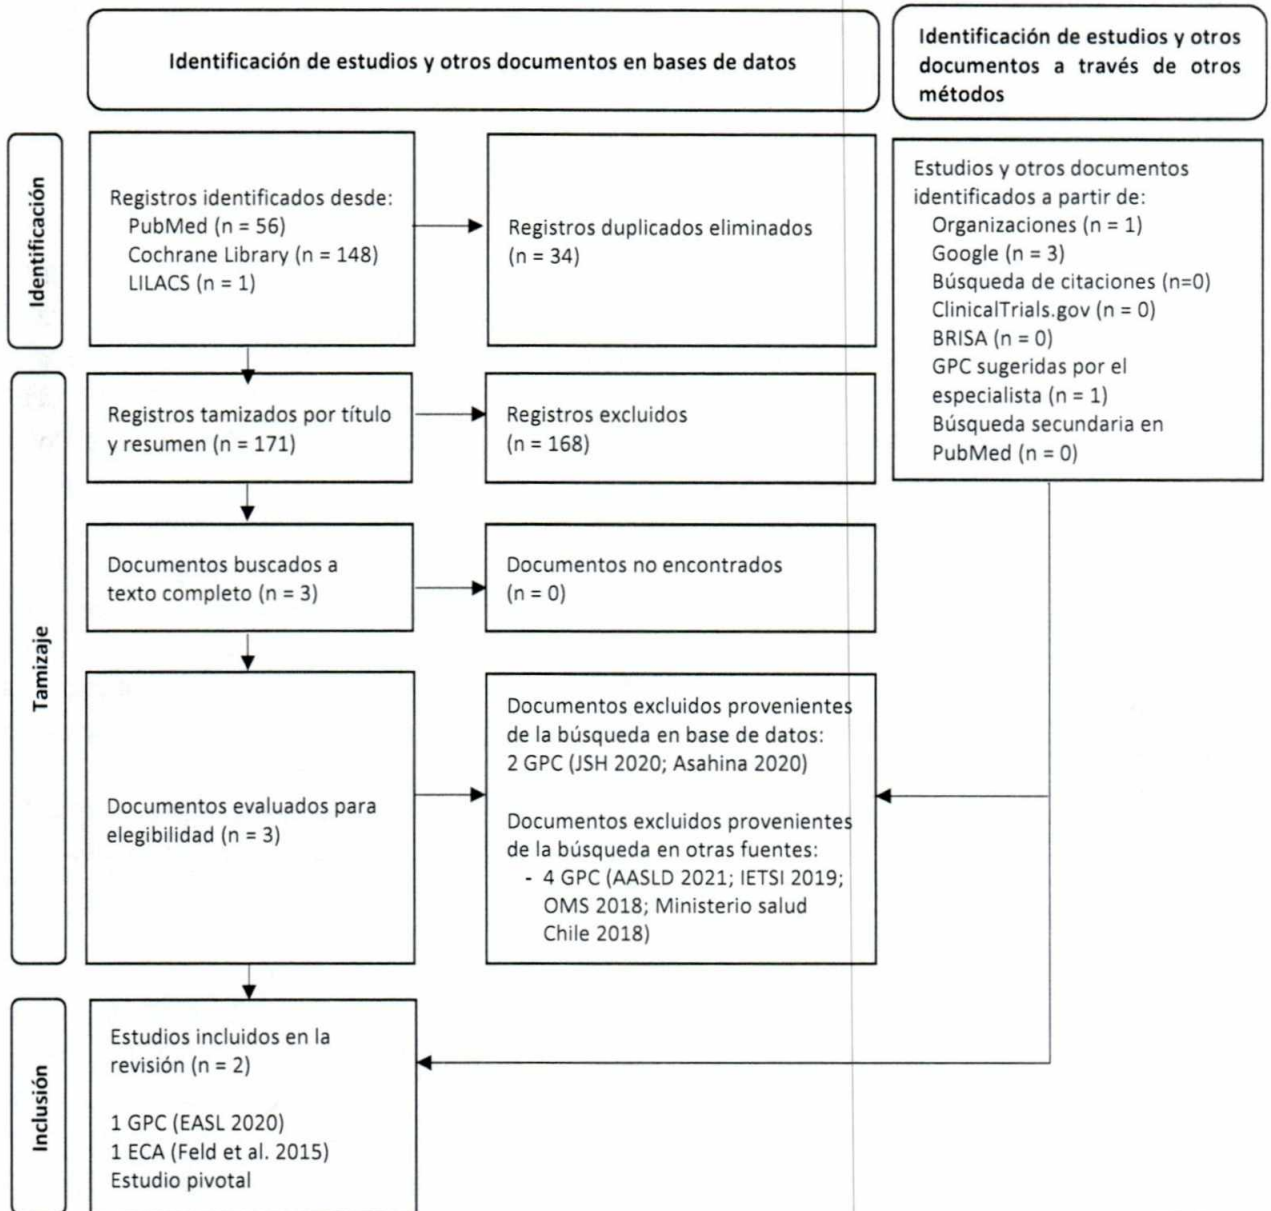 Identificación de estudios y otros documentos en bases de datos
Identificación de estudios y otros
documentos a través de otros
métodos
Identificación
Registros identificados desde:
PubMed (n = 56)
Cochrane Library (n = 148)
LILACS (n = 1)
Registros duplicados eliminados
(n = 34)
Estudios y otros documentos
identificados a partir de:
Organizaciones (n = 1)
Google (n = 3)
Búsqueda de citaciones (n=0)
ClinicalTrials.gov (n = 0)
BRISA (n = 0)
GPC sugeridas por el
especialista (n = 1)
Búsqueda secundaria en
PubMed (n = 0)
Tamizaje
Registros tamizados por título
y resumen (n = 171)
Registros excluidos
(n = 168)
Documentos buscados a
texto completo (n = 3)
Documentos no encontrados
(n = 0)
Documentos evaluados para
elegibilidad (n = 3)
Documentos excluidos provenientes
de la búsqueda en base de datos:
2 GPC (JSH 2020; Asahina 2020)
Documentos excluidos provenientes
de la búsqueda en otras fuentes:
- 4 GPC (AASLD 2021; IETSI 2019;
OMS 2018; Ministerio salud
Chile 2018)
Inclusión
Estudios incluidos en la
revisión (n = 2)
1 GPC (EASL 2020)
1 ECA (Feld et al. 2015)
Estudio pivotal